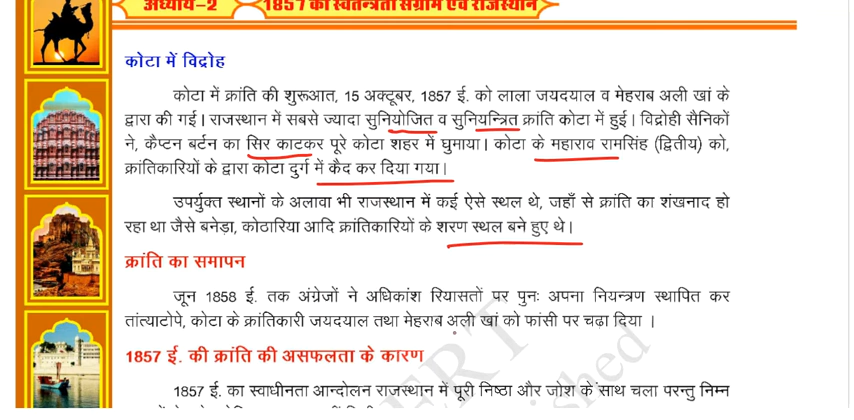 अध्याय–2 1857 का स्वतन्त्रता संग्राम एवं राजस्थान
कोटा में विद्रोह
कोटा में क्रांति की शुरूआत, 15 अक्टूबर, 1857 ई. को लाला जयदयाल व मेहराब अली खां के
द्वारा की गई। राजस्थान में सबसे ज्यादा सुनियोजित व सुनियन्त्रित क्रांति कोटा में हुई। विद्रोही सैनिकों
ने, कैप्टन बर्टन का सिर काटकर पूरे कोटा शहर में घुमाया। कोटा के महाराव रामसिंह (द्वितीय) को,
क्रांतिकारियों के द्वारा कोटा दुर्ग में कैद कर दिया गया।
उपर्युक्त स्थानों के अलावा भी राजस्थान में कई ऐसे स्थल थे, जहाँ से क्रांति का शंखनाद हो
रहा था जैसे बनेड़ा, कोठारिया आदि क्रांतिकारियों के शरण स्थल बने हुए थे।
क्रांति का समापन
जून 1858 ई. तक अंग्रेजों ने अधिकांश रियासतों पर पुनः अपना नियन्त्रण स्थापित कर
तांत्याटोपे, कोटा के क्रांतिकारी जयदयाल तथा मेहराब अली खां को फांसी पर चढ़ा दिया ।
1857 ई. की क्रांति की असफलता के कारण
1857 ई. का स्वाधीनता आन्दोलन राजस्थान में पूरी निष्ठा और जोश के साथ चला परन्तु निम्न